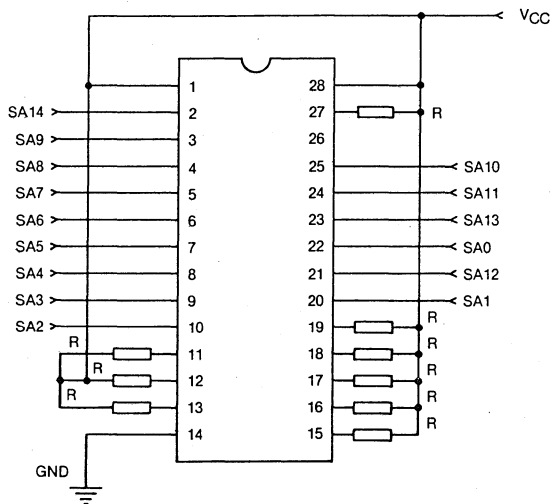 VCC
1 28
SA14 2 27 R
SA9 3 26
SA8 4 25 SA10
SA7 5 24 SA11
SA6 6 23 SA13
SA5 7 22 SA0
SA4 8 21 SA12
SA3 9 20 SA1
SA2 10 19 R
R 11 18 R
R 12 17 R
R 13 16 R
14 15 R
GND